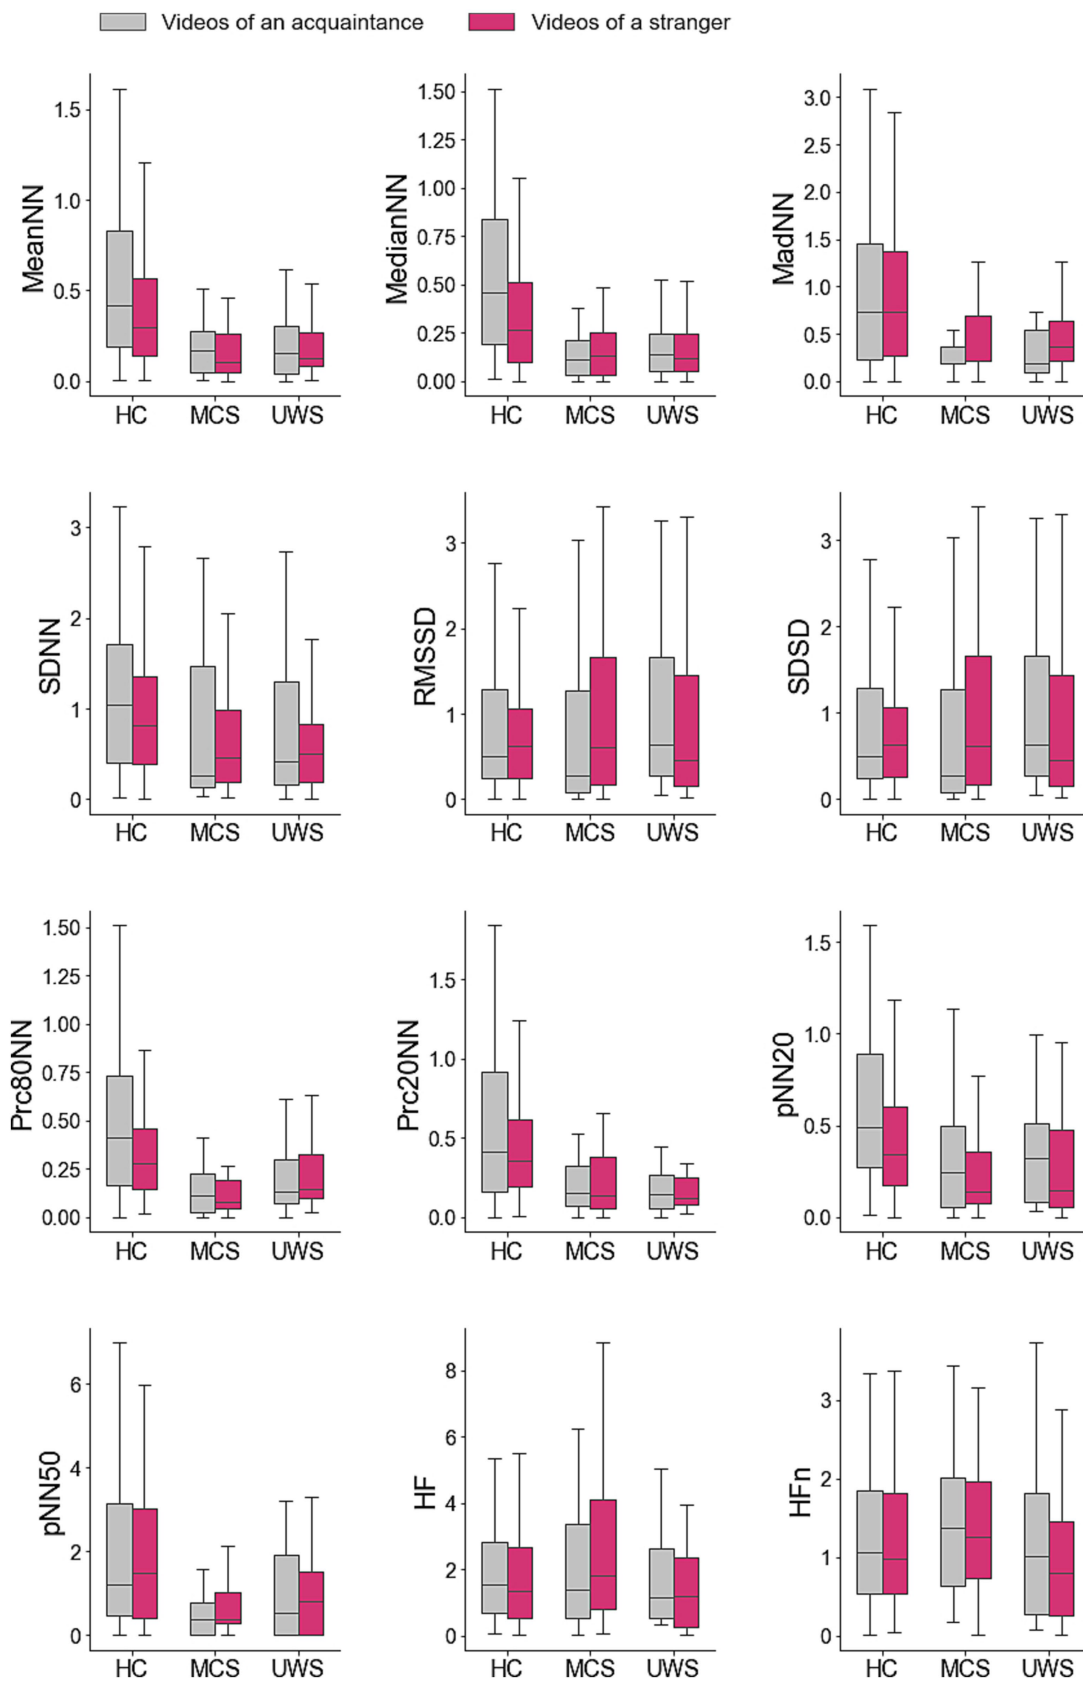 Videos of an acquaintance Videos of a stranger
MeanNN
1.5
1.0
0.5
0.0
HC MCS UWS
MedianNN
1.50
1.25
1.00
0.75
0.50
0.25
0.00
HC MCS UWS
MadNN
3.0
2.5
2.0
1.5
1.0
0.5
0.0
HC MCS UWS
SDNN
3
2
1
0
HC MCS UWS
RMSSD
3
2
1
0
HC MCS UWS
SDSD
3
2
1
0
HC MCS UWS
Prc80NN
1.50
1.25
1.00
0.75
0.50
0.25
0.00
HC MCS UWS
Prc20NN
1.5
1.0
0.5
0.0
HC MCS UWS
pNN20
1.5
1.0
0.5
0.0
HC MCS UWS
pNN50
6
4
2
0
HC MCS UWS
HF
8
6
4
2
0
HC MCS UWS
HFn
3
2
1
0
HC MCS UWS